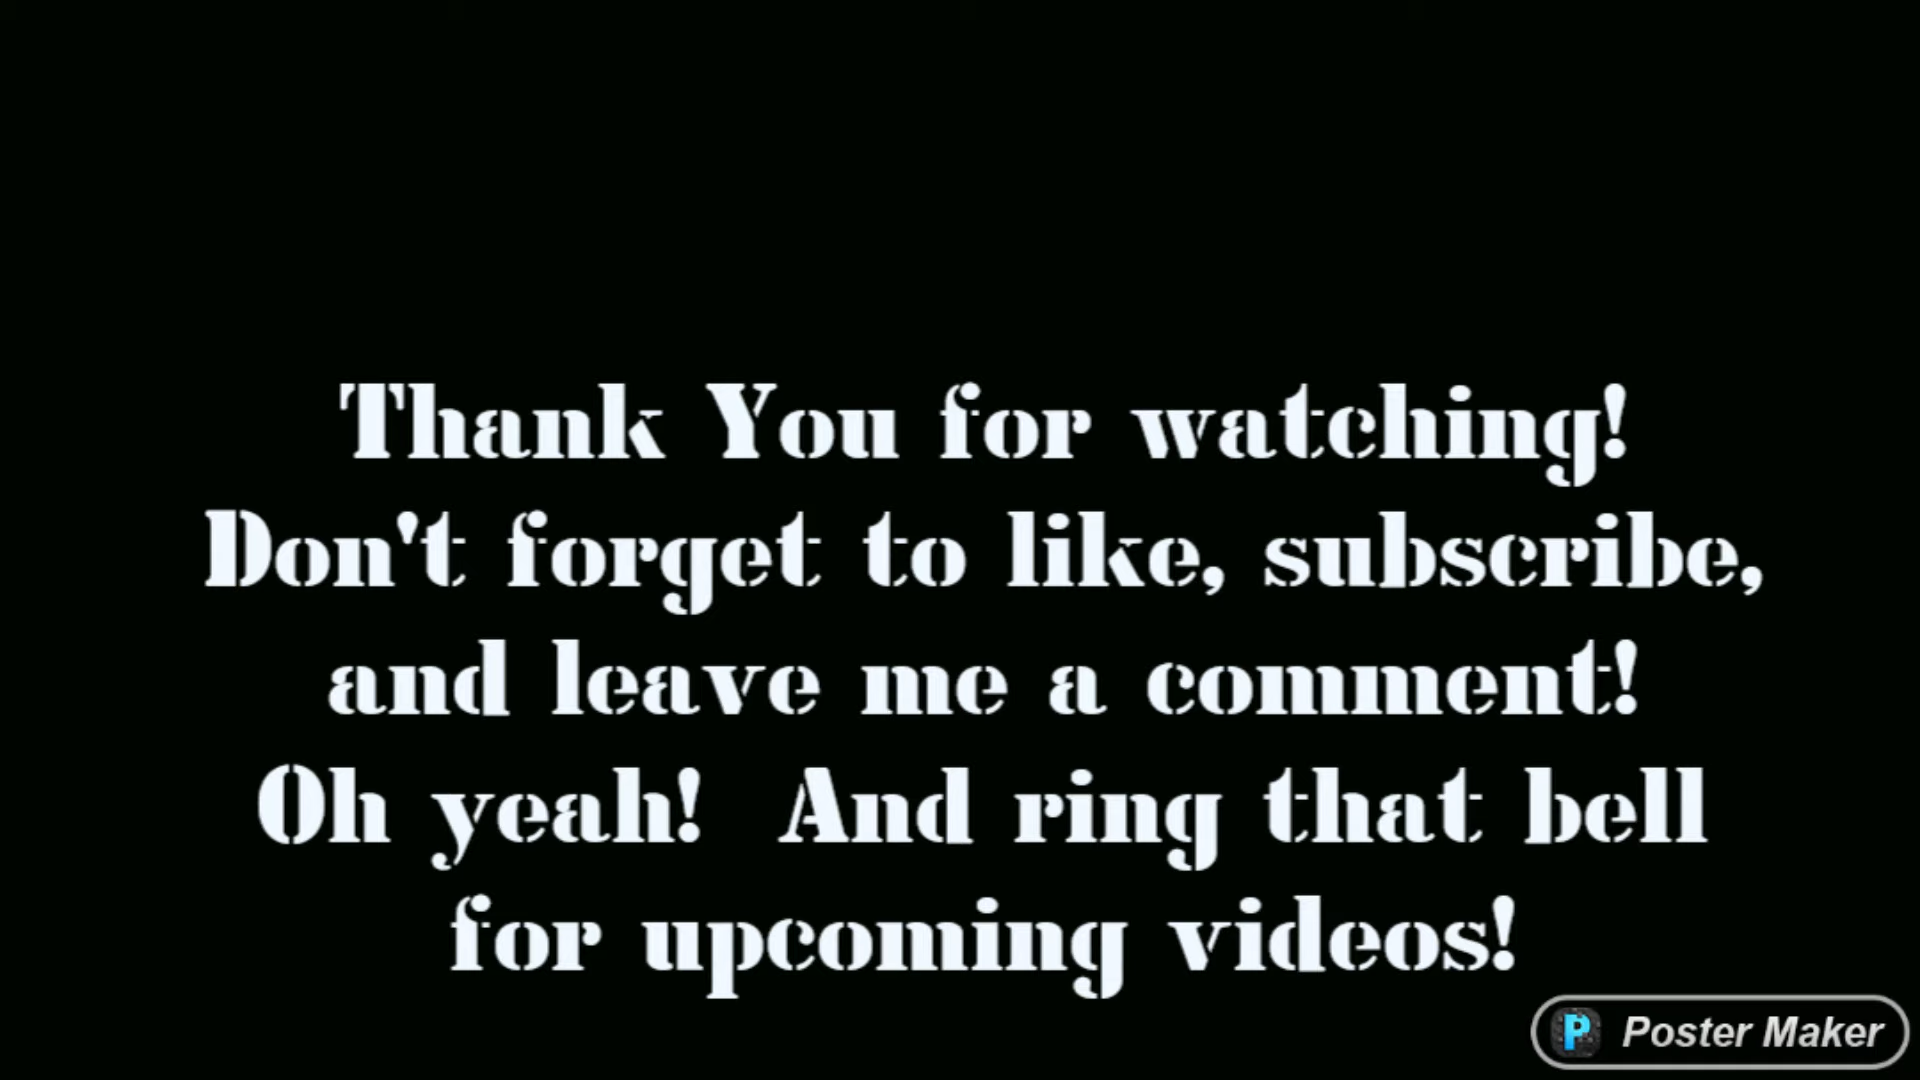 Thank You for watching!
Don't forget to like, subscribe,
and leave me a comment!
Oh yeah!  And ring that bell
for upcoming videos!
P Poster Maker